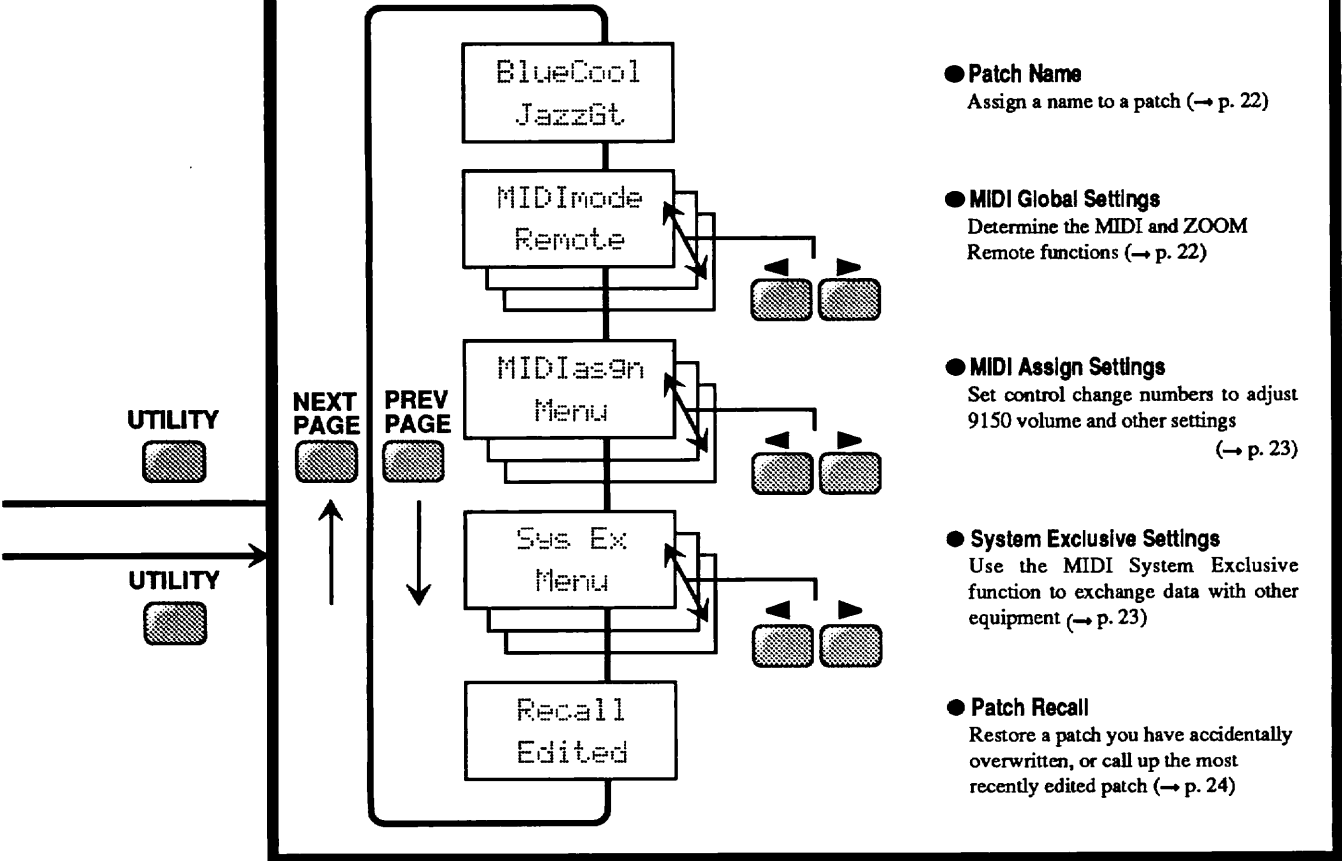 BlueCool
JazzGt
● Patch Name
Assign a name to a patch (→ p. 22)
MIDImode
Remote
● MIDI Global Settings
Determine the MIDI and ZOOM
Remote functions (→ p. 22)
MIDIasgn
Menu
● MIDI Assign Settings
Set control change numbers to adjust
9150 volume and other settings
(→ p. 23)
UTILITY
NEXT
PAGE
PREV
PAGE
UTILITY
Sys Ex
Menu
● System Exclusive Settings
Use the MIDI System Exclusive
function to exchange data with other
equipment (→ p. 23)
Recall
Edited
● Patch Recall
Restore a patch you have accidentally
overwritten, or call up the most
recently edited patch (→ p. 24)